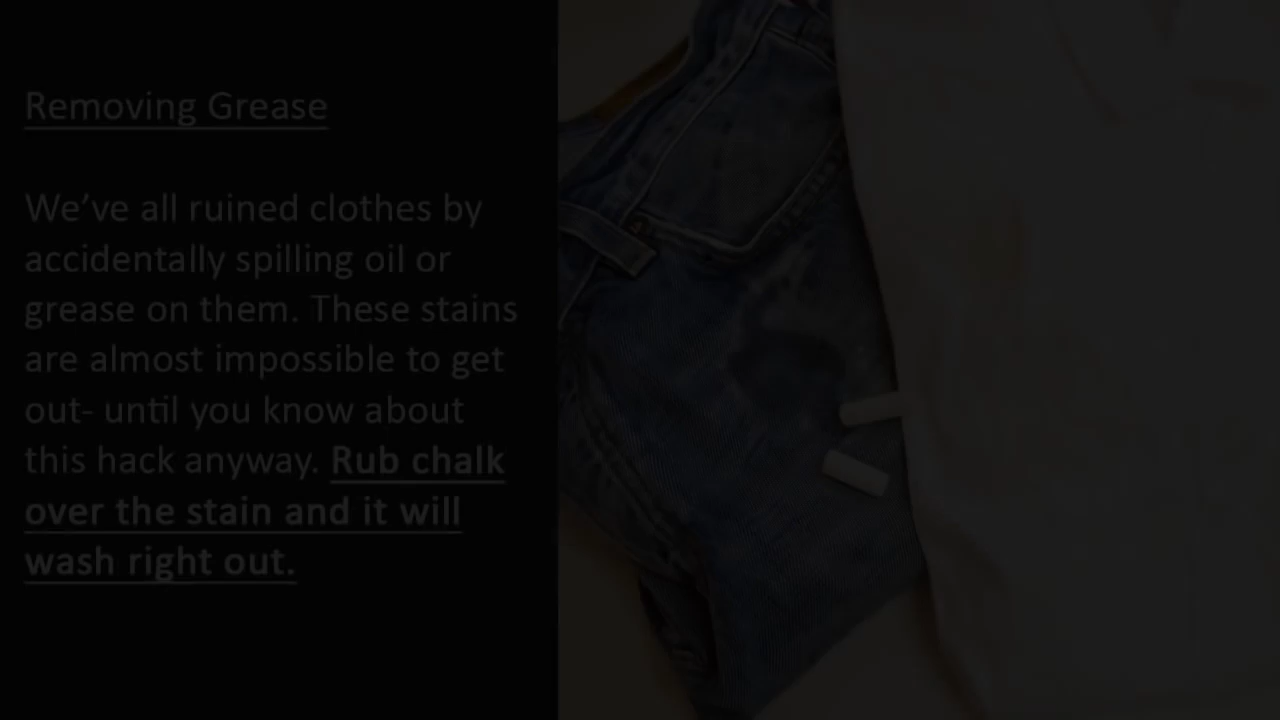 Removing Grease
We’ve all ruined clothes by
accidentally spilling oil or
grease on them. These stains
are almost impossible to get
out- until you know about
this hack anyway. Rub chalk
over the stain and it will
wash right out.